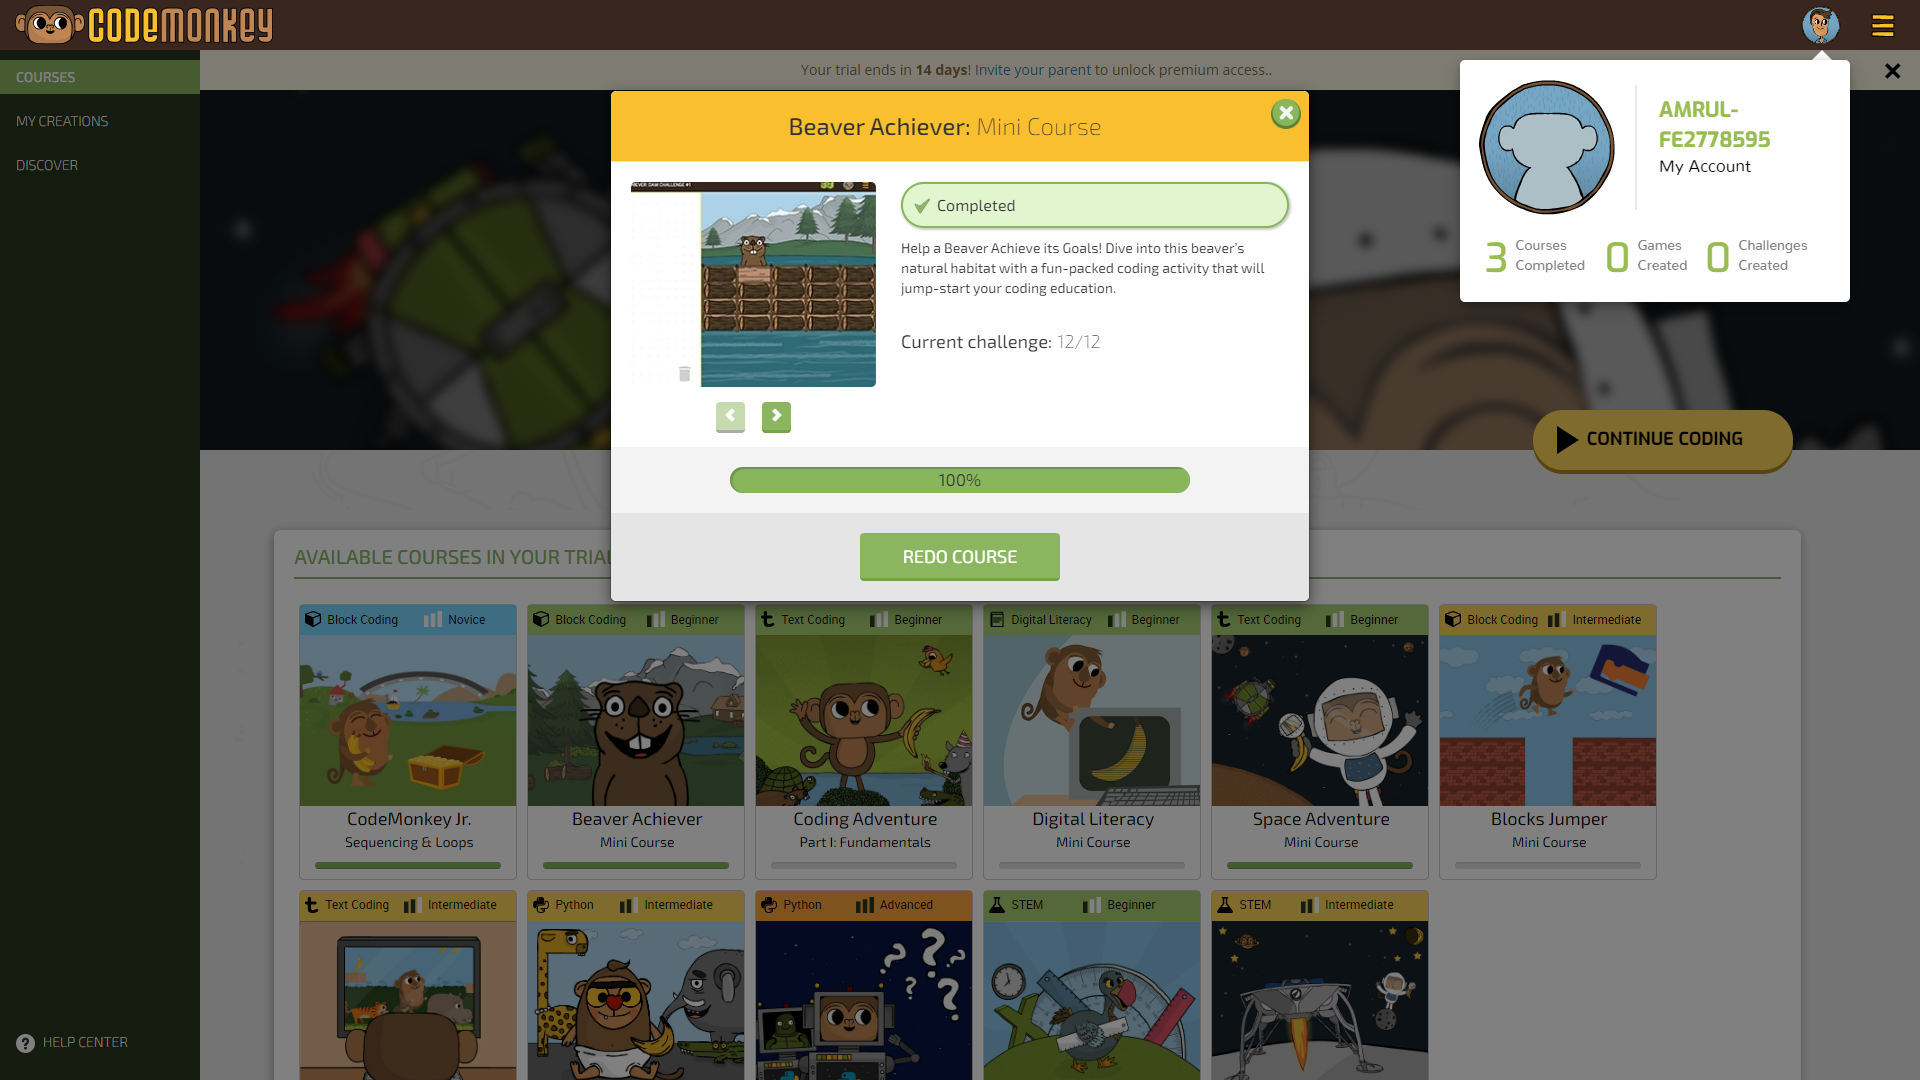 CODEMONKEY
COURSES
MY CREATIONS
DISCOVER
HELP CENTER
Your trial ends in 14 days! Invite your parent to unlock premium access..
AMRUL-
FE2778595
My Account
3 Courses Completed
0 Games Created
0 Challenges Created
Beaver Achiever: Mini Course
Completed
Help a Beaver Achieve its Goals! Dive into this beaver's
natural habitat with a fun-packed coding activity that will
jump-start your coding education.
Current challenge: 12/12
100%
REDO COURSE
CONTINUE CODING
AVAILABLE COURSES IN YOUR TRIAL
Block Coding Novice
CodeMonkey Jr.
Sequencing & Loops
Block Coding Beginner
Beaver Achiever
Mini Course
Text Coding Beginner
Coding Adventure
Part I: Fundamentals
Digital Literacy Beginner
Digital Literacy
Mini Course
Text Coding Beginner
Space Adventure
Mini Course
Block Coding Intermediate
Blocks Jumper
Mini Course
Text Coding Intermediate
Python Intermediate
Python Advanced
? ? ? ?
STEM Beginner
STEM Intermediate